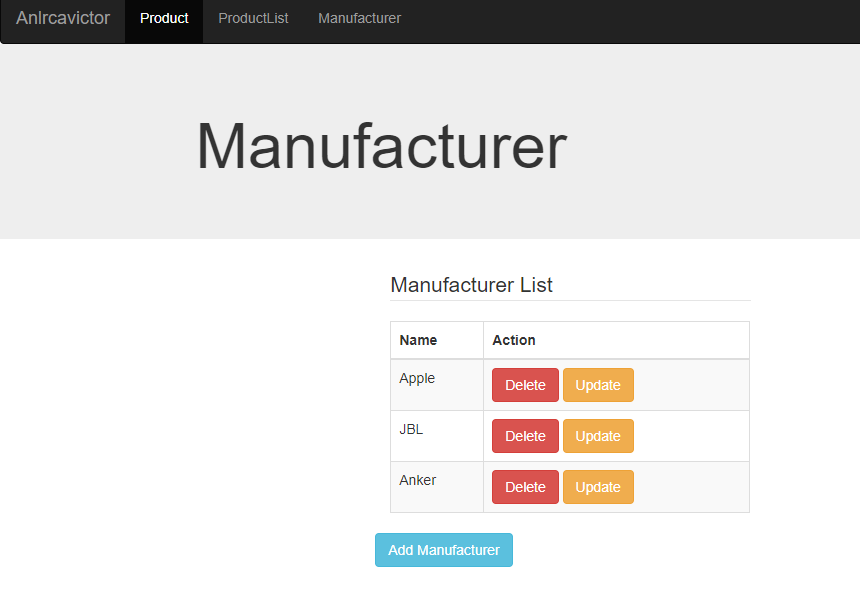 Anlrcavictor Product ProductList Manufacturer
Manufacturer
Manufacturer List
Name Action
Apple Delete Update
JBL Delete Update
Anker Delete Update
Add Manufacturer